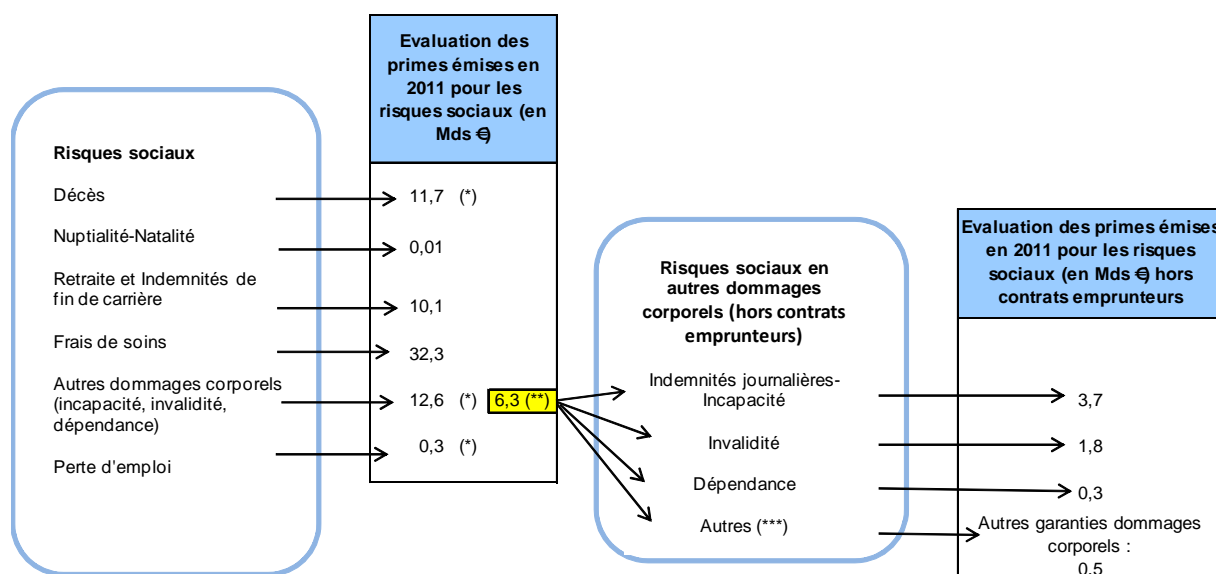 Evaluation des
primes émises en
2011 pour les
risques sociaux (en
Mds €)
Risques sociaux
Décès
11,7 (*)
Nuptialité-Natalité
0,01
Retraite et Indemnités de
fin de carrière
10,1
Frais de soins
32,3
Autres dommages corporels
(incapacité, invalidité,
dépendance)
12,6 (*) 6,3 (**)
Perte d'emploi
0,3 (*)
Risques sociaux en
autres dommages
corporels (hors contrats
emprunteurs)
Indemnités journalières-
Incapacité
Invalidité
Dépendance
Autres (***)
Evaluation des primes émises
en 2011 pour les risques
sociaux (en Mds €) hors
contrats emprunteurs
3,7
1,8
0,3
Autres garanties dommages
corporels :
0,5